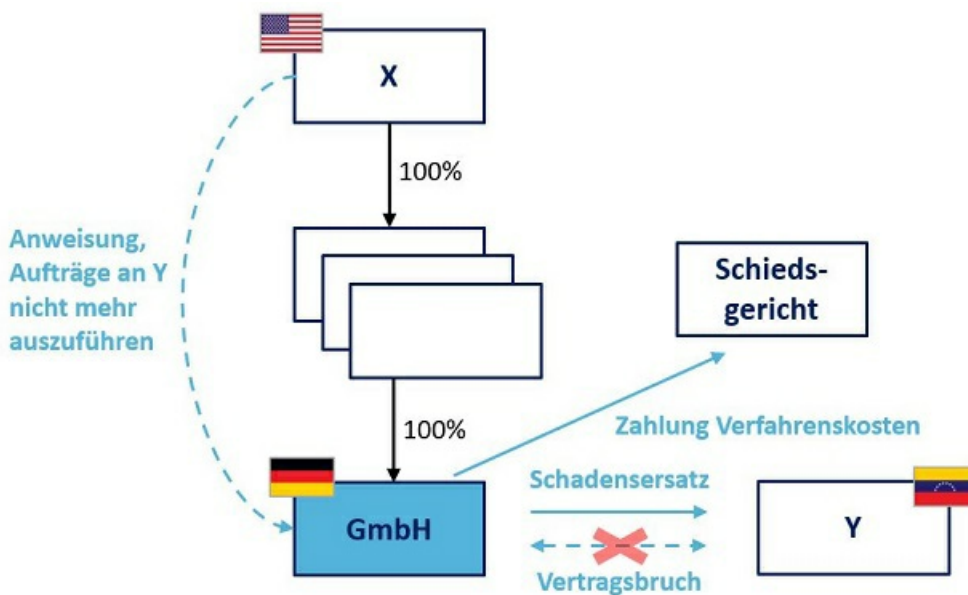 X
100%
Anweisung,
Aufträge an Y
nicht mehr
auszuführen
Schieds-
gericht
100%
Zahlung Verfahrenskosten
GmbH
Schadensersatz
Vertragsbruch
Y